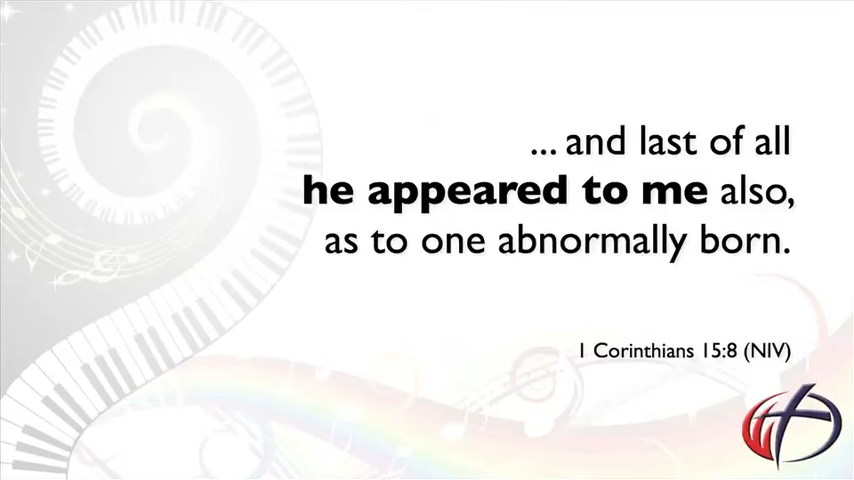 ... and last of all
he appeared to me also,
as to one abnormally born.
1 Corinthians 15:8 (NIV)